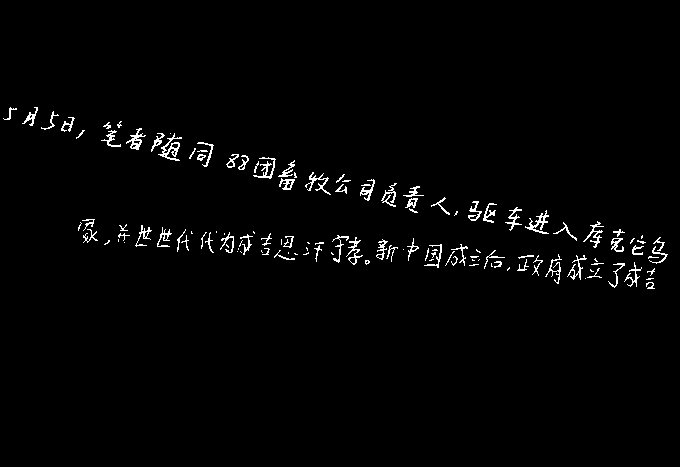 5月5日,笔者随同88团畜牧公司负责人,驱车进入库克它乌
家,并世世代代为成吉思汗守孝。新中国成立后,政府成立了成吉